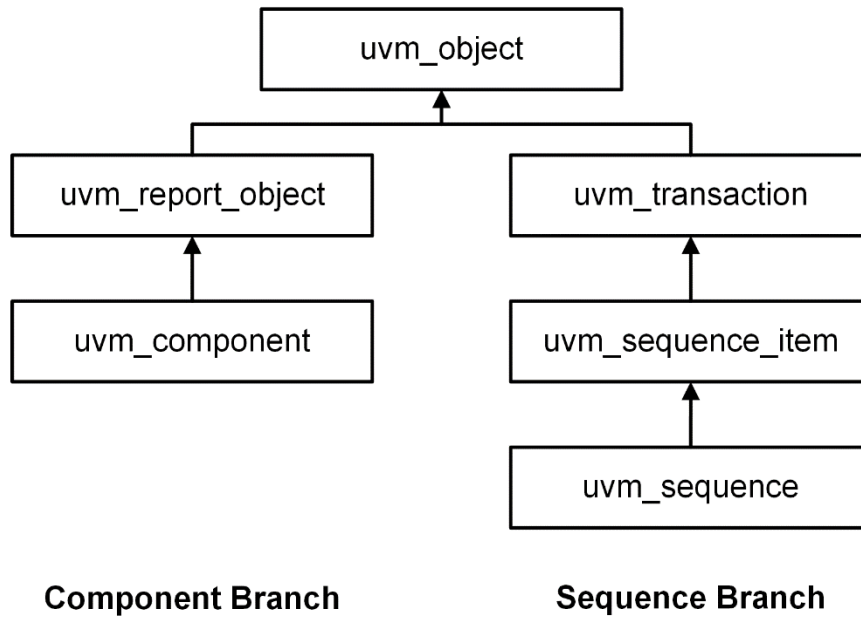 uvm_object
uvm_report_object
uvm_transaction
uvm_component
uvm_sequence_item
uvm_sequence
Component Branch
Sequence Branch